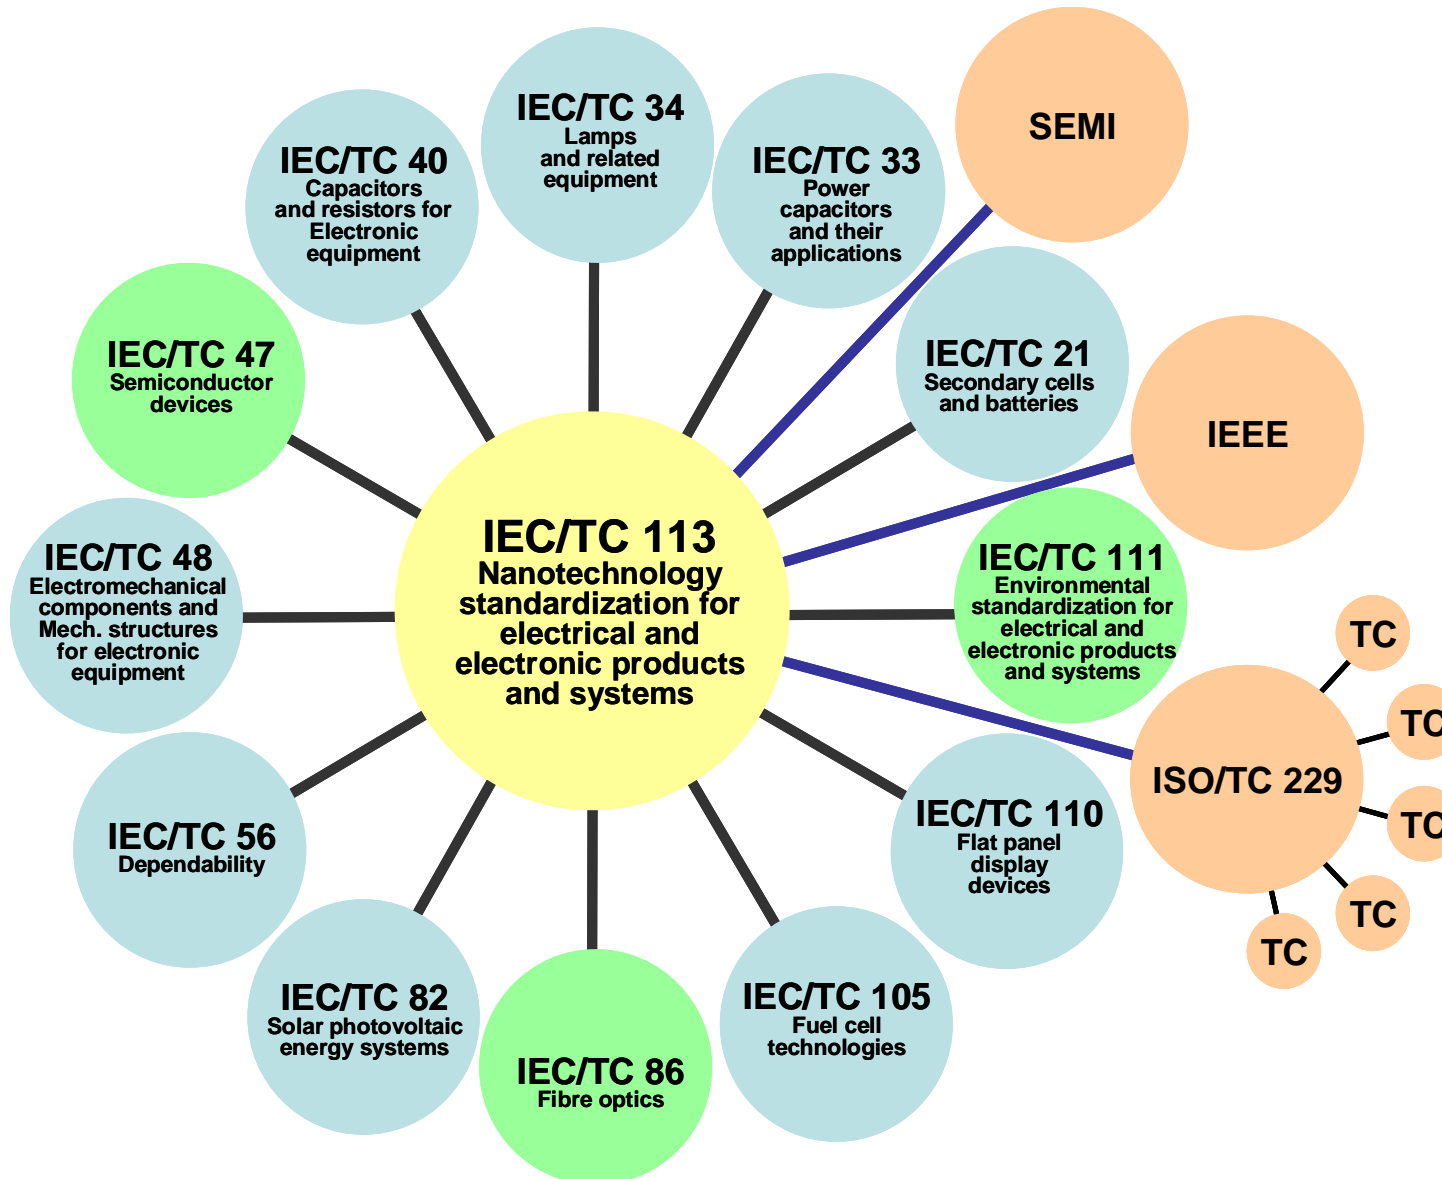 SEMI
IEC/TC 34
Lamps
and related
equipment
IEC/TC 40
Capacitors
and resistors for
Electronic
equipment
IEC/TC 33
Power
capacitors
and their
applications
IEC/TC 47
Semiconductor
devices
IEC/TC 21
Secondary cells
and batteries
IEEE
IEC/TC 113
Nanotechnology
standardization for
electrical and
electronic products
and systems
IEC/TC 48
Electromechanical
components and
Mech. structures
for electronic
equipment
IEC/TC 111
Environmental
standardization for
electrical and
electronic products
and systems
TC
TC
ISO/TC 229
TC
TC
TC
IEC/TC 56
Dependability
IEC/TC 110
Flat panel
display
devices
IEC/TC 82
Solar photovoltaic
energy systems
IEC/TC 105
Fuel cell
technologies
IEC/TC 86
Fibre optics